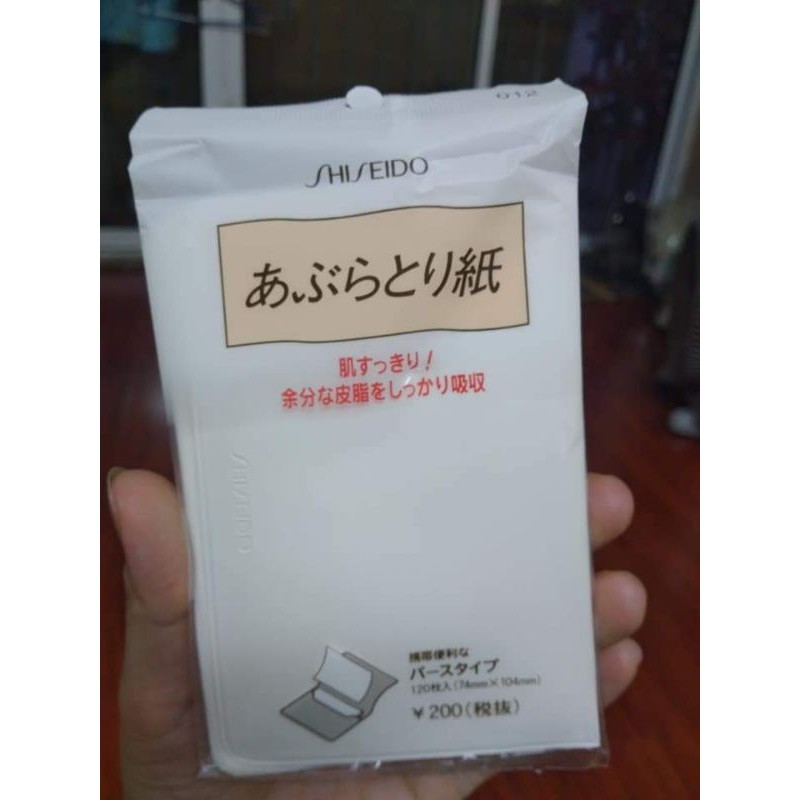 012
SHISEIDO
あぶらとり紙
肌すっきり!
余分な皮脂をしっかり吸収
SHISEIDO
携帯便利な
パースタイプ
120枚入(74mm×104mm)
¥200(税抜)